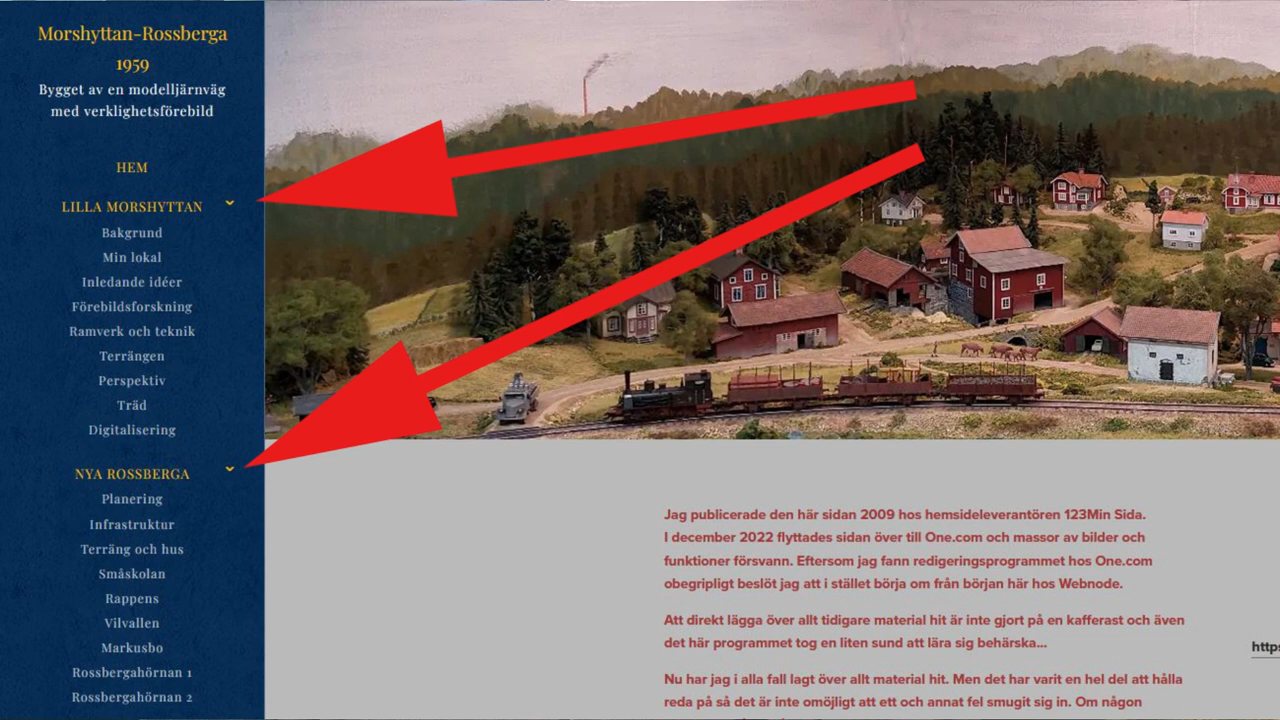 Morshyttan-Rossberga
1959
Bygget av en modelljärnväg
med verklighetsförebild
HEM
LILLA MORSHYTTAN
Bakgrund
Min lokal
Inledande idéer
Förebildsforskning
Ramverk och teknik
Terrängen
Perspektiv
Träd
Digitalisering
NYA ROSSBERGA
Planering
Infrastruktur
Terräng och hus
Småskolan
Rappens
Vilvallen
Markusbo
Rossbergahörnan 1
Rossbergahörnan 2
Jag publicerade den här sidan 2009 hos hemsideleverantören 123Min Sida.
I december 2022 flyttades sidan över till One.com och massor av bilder och
funktioner försvann. Eftersom jag fann redigeringsprogrammet hos One.com
obegripligt beslöt jag att i stället börja om från början här hos Webnode.
Att direkt lägga över allt tidigare material hit är inte gjort på en kafferast och även
det här programmet tog en liten sund att lära sig behärska...
Nu har jag i alla fall lagt över allt material hit. Men det har varit en hel del att hålla
reda på så det är inte omöjligt att ett och annat fel smugit sig in. Om någon
https